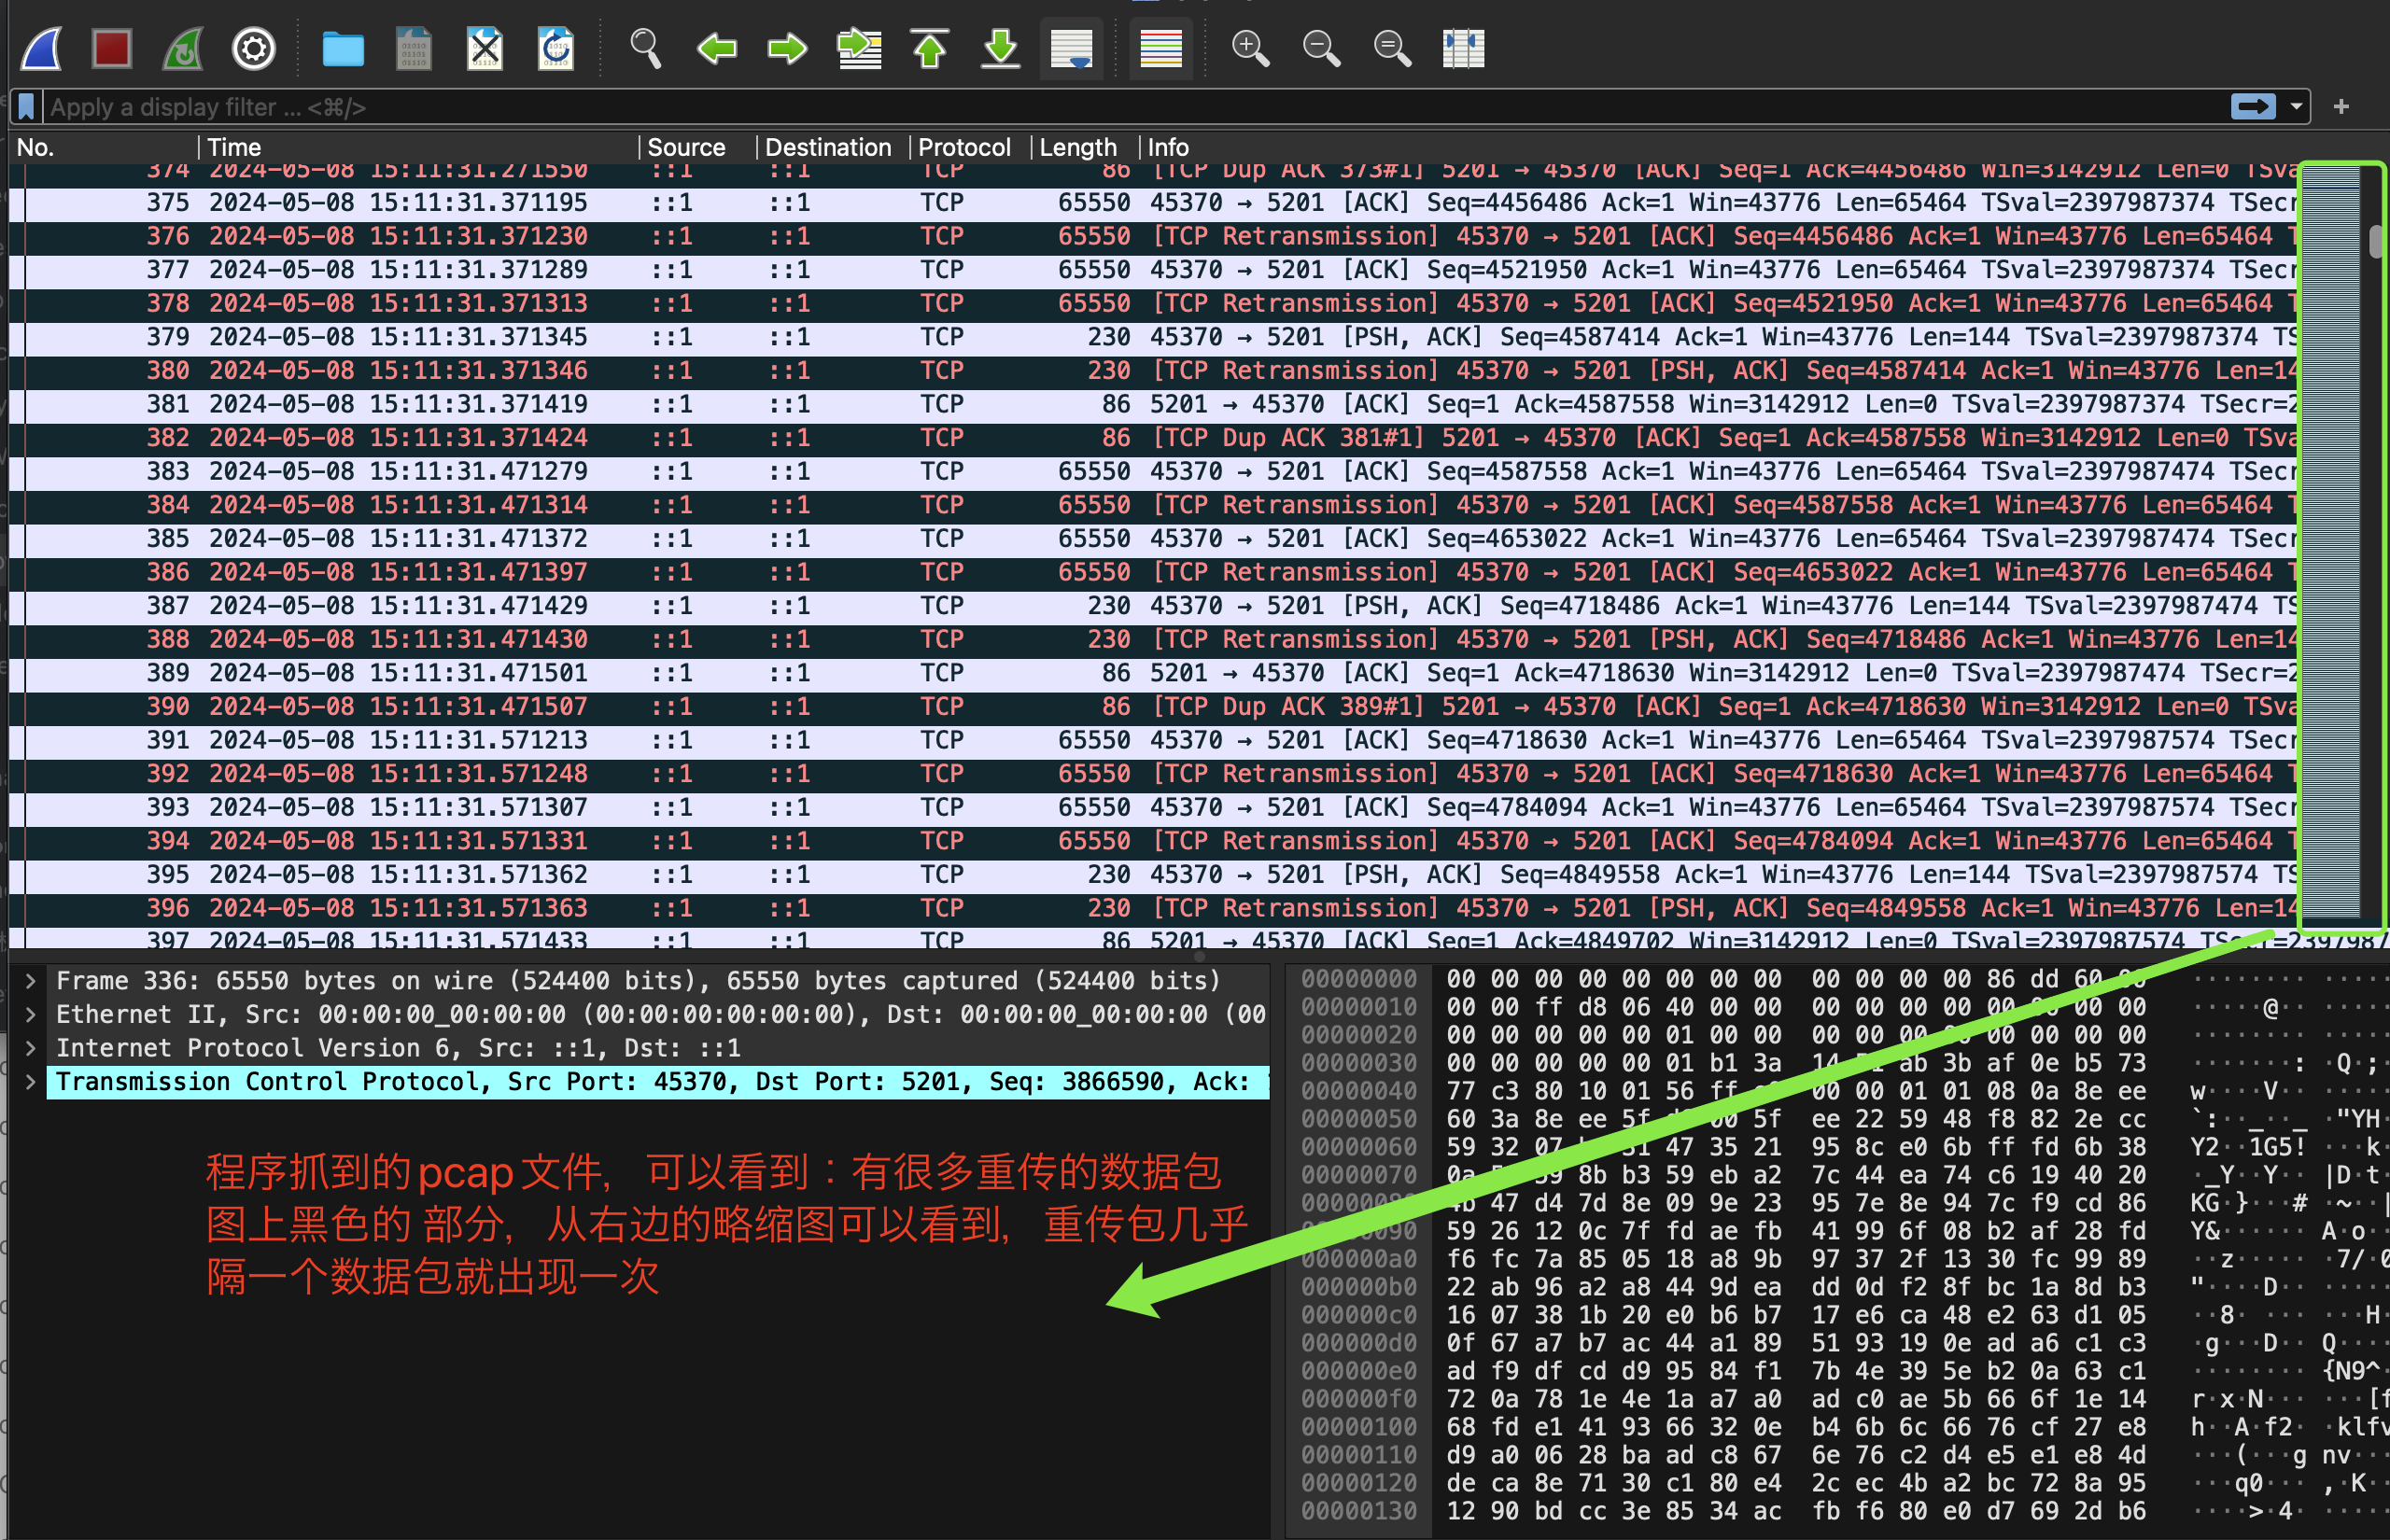 Apply a display filter ... <⌘/>
No. Time Source Destination Protocol Length Info
374 2024-05-08 15:11:31.271550 ::1 ::1 TCP 86 [TCP Dup ACK 373#1] 5201 → 45370 [ACK] Seq=1 Ack=4456486 Win=3142912 Len=0 TSva
375 2024-05-08 15:11:31.371195 ::1 ::1 TCP 65550 45370 → 5201 [ACK] Seq=4456486 Ack=1 Win=43776 Len=65464 TSval=2397987374 TSecr
376 2024-05-08 15:11:31.371230 ::1 ::1 TCP 65550 [TCP Retransmission] 45370 → 5201 [ACK] Seq=4456486 Ack=1 Win=43776 Len=65464 T
377 2024-05-08 15:11:31.371289 ::1 ::1 TCP 65550 45370 → 5201 [ACK] Seq=4521950 Ack=1 Win=43776 Len=65464 TSval=2397987374 TSecr
378 2024-05-08 15:11:31.371313 ::1 ::1 TCP 65550 [TCP Retransmission] 45370 → 5201 [ACK] Seq=4521950 Ack=1 Win=43776 Len=65464 T
379 2024-05-08 15:11:31.371345 ::1 ::1 TCP 230 45370 → 5201 [PSH, ACK] Seq=4587414 Ack=1 Win=43776 Len=144 TSval=2397987374 TS
380 2024-05-08 15:11:31.371346 ::1 ::1 TCP 230 [TCP Retransmission] 45370 → 5201 [PSH, ACK] Seq=4587414 Ack=1 Win=43776 Len=14
381 2024-05-08 15:11:31.371419 ::1 ::1 TCP 86 5201 → 45370 [ACK] Seq=1 Ack=4587558 Win=3142912 Len=0 TSval=2397987374 TSecr=2
382 2024-05-08 15:11:31.371424 ::1 ::1 TCP 86 [TCP Dup ACK 381#1] 5201 → 45370 [ACK] Seq=1 Ack=4587558 Win=3142912 Len=0 TSva
383 2024-05-08 15:11:31.471279 ::1 ::1 TCP 65550 45370 → 5201 [ACK] Seq=4587558 Ack=1 Win=43776 Len=65464 TSval=2397987474 TSecr
384 2024-05-08 15:11:31.471314 ::1 ::1 TCP 65550 [TCP Retransmission] 45370 → 5201 [ACK] Seq=4587558 Ack=1 Win=43776 Len=65464 T
385 2024-05-08 15:11:31.471372 ::1 ::1 TCP 65550 45370 → 5201 [ACK] Seq=4653022 Ack=1 Win=43776 Len=65464 TSval=2397987474 TSecr
386 2024-05-08 15:11:31.471397 ::1 ::1 TCP 65550 [TCP Retransmission] 45370 → 5201 [ACK] Seq=4653022 Ack=1 Win=43776 Len=65464 T
387 2024-05-08 15:11:31.471429 ::1 ::1 TCP 230 45370 → 5201 [PSH, ACK] Seq=4718486 Ack=1 Win=43776 Len=144 TSval=2397987474 TS
388 2024-05-08 15:11:31.471430 ::1 ::1 TCP 230 [TCP Retransmission] 45370 → 5201 [PSH, ACK] Seq=4718486 Ack=1 Win=43776 Len=14
389 2024-05-08 15:11:31.471501 ::1 ::1 TCP 86 5201 → 45370 [ACK] Seq=1 Ack=4718630 Win=3142912 Len=0 TSval=2397987474 TSecr=2
390 2024-05-08 15:11:31.471507 ::1 ::1 TCP 86 [TCP Dup ACK 389#1] 5201 → 45370 [ACK] Seq=1 Ack=4718630 Win=3142912 Len=0 TSva
391 2024-05-08 15:11:31.571213 ::1 ::1 TCP 65550 45370 → 5201 [ACK] Seq=4718630 Ack=1 Win=43776 Len=65464 TSval=2397987574 TSecr
392 2024-05-08 15:11:31.571248 ::1 ::1 TCP 65550 [TCP Retransmission] 45370 → 5201 [ACK] Seq=4718630 Ack=1 Win=43776 Len=65464 T
393 2024-05-08 15:11:31.571307 ::1 ::1 TCP 65550 45370 → 5201 [ACK] Seq=4784094 Ack=1 Win=43776 Len=65464 TSval=2397987574 TSecr
394 2024-05-08 15:11:31.571331 ::1 ::1 TCP 65550 [TCP Retransmission] 45370 → 5201 [ACK] Seq=4784094 Ack=1 Win=43776 Len=65464 T
395 2024-05-08 15:11:31.571362 ::1 ::1 TCP 230 45370 → 5201 [PSH, ACK] Seq=4849558 Ack=1 Win=43776 Len=144 TSval=2397987574 TS
396 2024-05-08 15:11:31.571363 ::1 ::1 TCP 230 [TCP Retransmission] 45370 → 5201 [PSH, ACK] Seq=4849558 Ack=1 Win=43776 Len=14
397 2024-05-08 15:11:31.571433 ::1 ::1 TCP 86 5201 → 45370 [ACK] Seq=1 Ack=4849702 Win=3142912 Len=0 TSval=2397987574 TSecr=2397987
Frame 336: 65550 bytes on wire (524400 bits), 65550 bytes captured (524400 bits)
Ethernet II, Src: 00:00:00_00:00:00 (00:00:00:00:00:00), Dst: 00:00:00_00:00:00 (00
Internet Protocol Version 6, Src: ::1, Dst: ::1
Transmission Control Protocol, Src Port: 45370, Dst Port: 5201, Seq: 3866590, Ack:
程序抓到的pcap文件，可以看到：有很多重传的数据包
图上黑色的 部分，从右边的略缩图可以看到，重传包几乎
隔一个数据包就出现一次
00000000 00 00 00 00 00 00 00 00 00 00 00 00 86 dd 60 00
00000010 00 00 ff d8 06 40 00 00 00 00 00 00 00 00 00 00 @
00000020 00 00 00 00 00 01 00 00 00 00 00 00 00 00 00 00
00000030 00 00 00 00 00 01 b1 3a 14 51 ab 3b af 0e b5 73 : Q ;
00000040 77 c3 80 10 01 56 ff 00 00 01 01 08 0a 8e ee w V
00000050 60 3a 8e ee 5f 5f ee 22 59 48 f8 82 2e cc `: _ _ "YH
00000060 59 32 07 31 47 35 21 95 8c e0 6b ff fd 6b 38 Y2 1G5! k
00000070 0a 59 8b b3 59 eb a2 7c 44 ea 74 c6 19 40 20 _Y Y |D t
00000080 4b 47 d4 7d 8e 09 9e 23 95 7e 8e 94 7c f9 cd 86 KG } # ~ |
00000090 59 26 12 0c 7f fd ae fb 41 99 6f 08 b2 af 28 fd Y& A o
000000a0 f6 fc 7a 85 05 18 a8 9b 97 37 2f 13 30 fc 99 89 z 7/ 0
000000b0 22 ab 96 a2 a8 44 9d ea dd 0d f2 8f bc 1a 8d b3 " D
000000c0 16 07 38 1b 20 e0 b6 b7 17 e6 ca 48 e2 63 d1 05 8 H
000000d0 0f 67 a7 b7 ac 44 a1 89 51 93 19 0e ad a6 c1 c3 g D Q
000000e0 ad f9 df cd d9 95 84 f1 7b 4e 39 5e b2 0a 63 c1 {N9^
000000f0 72 0a 78 1e 4e 1a a7 a0 ad c0 ae 5b 66 6f 1e 14 r x N [f
00000100 68 fd e1 41 93 66 32 0e b4 6b 6c 66 76 cf 27 e8 h A f2 klfv
00000110 d9 a0 06 28 ba ad c8 67 6e 76 c2 d4 e5 e1 e8 4d ( g nv
00000120 de ca 8e 71 30 c1 80 e4 2c ec 4b a2 bc 72 8a 95 q0 , K
00000130 12 90 bd cc 3e 85 34 ac fb f6 80 e0 d7 69 2d b6 > 4